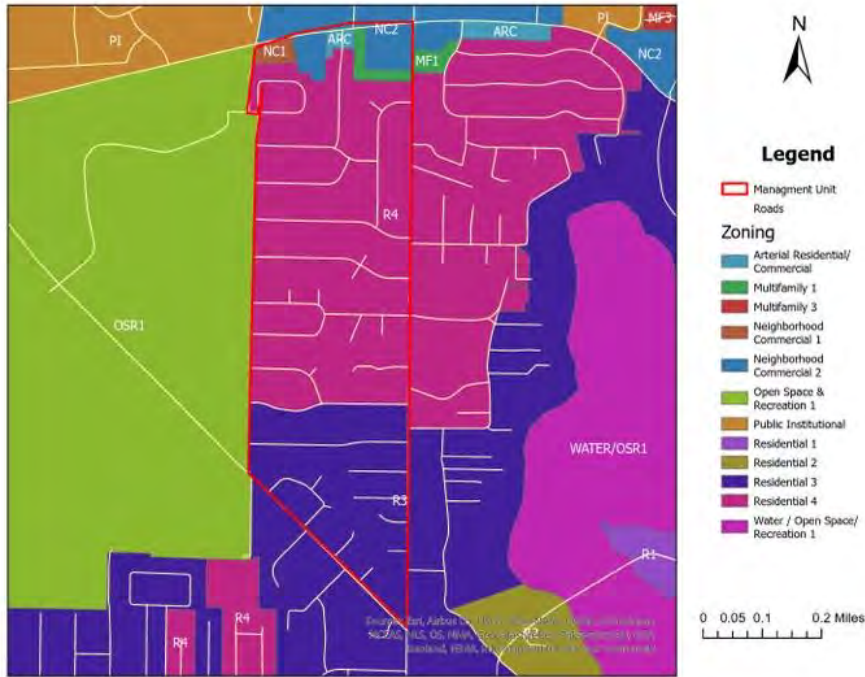 PI
NC1
ARC
NC2
MF1
ARC
PI
MF3
NC2
R4
OSR1
R3
WATER/OSR1
R1
R4
R4
N
Legend
Managment Unit
Roads
Zoning
Arterial Residential/
Commercial
Multifamily 1
Multifamily 3
Neighborhood
Commercial 1
Neighborhood
Commercial 2
Open Space &
Recreation 1
Public Institutional
Residential 1
Residential 2
Residential 3
Residential 4
Water / Open Space/
Recreation 1
0 0.05 0.1 0.2 Miles